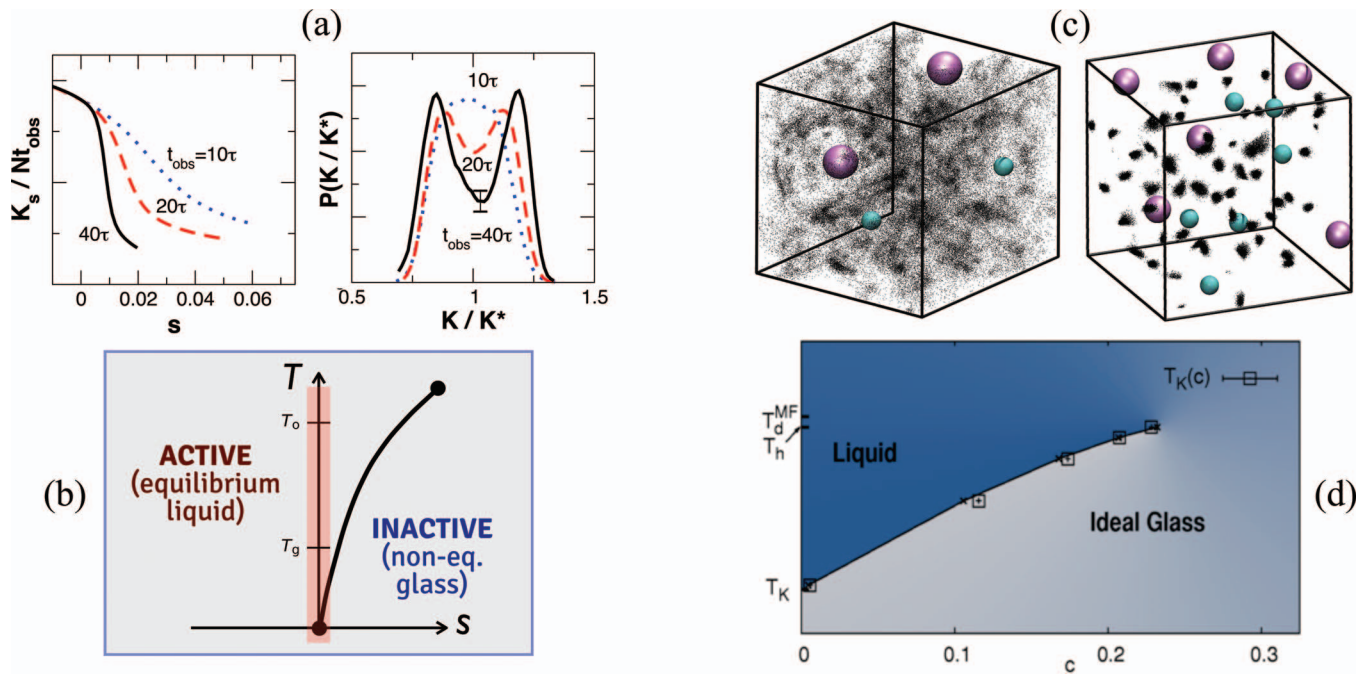 (a)
K_s / Nt_obs
t_obs=10τ
20τ
40τ
0 0.02 0.04 0.06
s
P(K / K*)
10τ
20τ
t_obs=40τ
0.5 1 1.5
K / K*
(b)
T
T_o
T_g
ACTIVE
(equilibrium
liquid)
INACTIVE
(non-eq.
glass)
s
(c)
(d)
T_K(c)
T_d^MF
T_h
T_K
Liquid
Ideal Glass
0 0.1 0.2 0.3
c